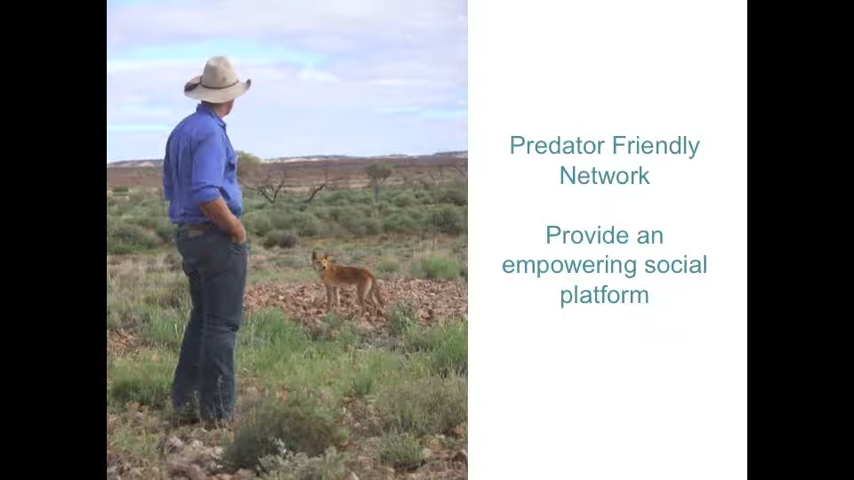 Predator Friendly
Network
Provide an
empowering social
platform